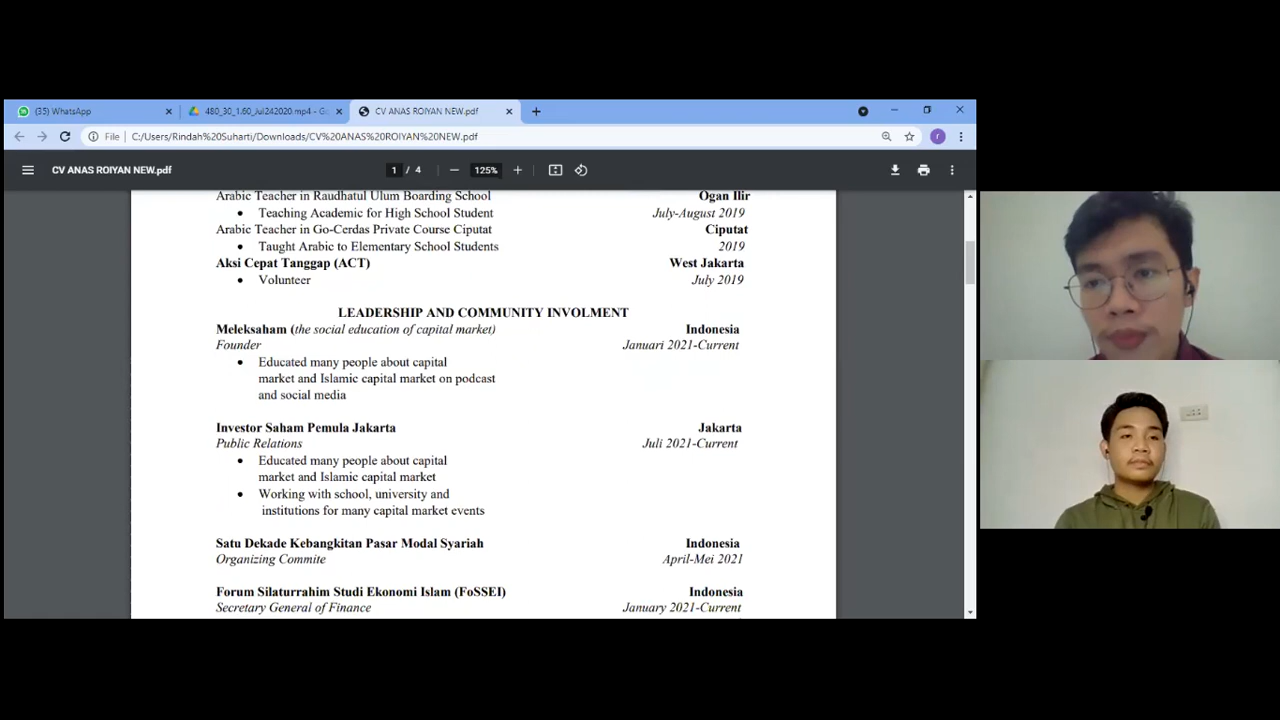 (35) WhatsApp
480_30_1.60_Jul242020.mp4 - Go
CV ANAS ROIYAN NEW.pdf
File C:/Users/Rindah%20Suharti/Downloads/CV%20ANAS%20ROIYAN%20NEW.pdf
r
CV ANAS ROIYAN NEW.pdf 1 / 4 125%
Arabic Teacher in Raudhatul Ulum Boarding School Ogan Ilir
• Teaching Academic for High School Student July-August 2019
Arabic Teacher in Go-Cerdas Private Course Ciputat Ciputat
• Taught Arabic to Elementary School Students 2019
Aksi Cepat Tanggap (ACT) West Jakarta
• Volunteer July 2019
LEADERSHIP AND COMMUNITY INVOLMENT
Meleksaham (the social education of capital market) Indonesia
Founder Januari 2021-Current
• Educated many people about capital
market and Islamic capital market on podcast
and social media
Investor Saham Pemula Jakarta Jakarta
Public Relations Juli 2021-Current
• Educated many people about capital
market and Islamic capital market
• Working with school, university and
institutions for many capital market events
Satu Dekade Kebangkitan Pasar Modal Syariah Indonesia
Organizing Commite April-Mei 2021
Forum Silaturrahim Studi Ekonomi Islam (FoSSEI) Indonesia
Secretary General of Finance January 2021-Current